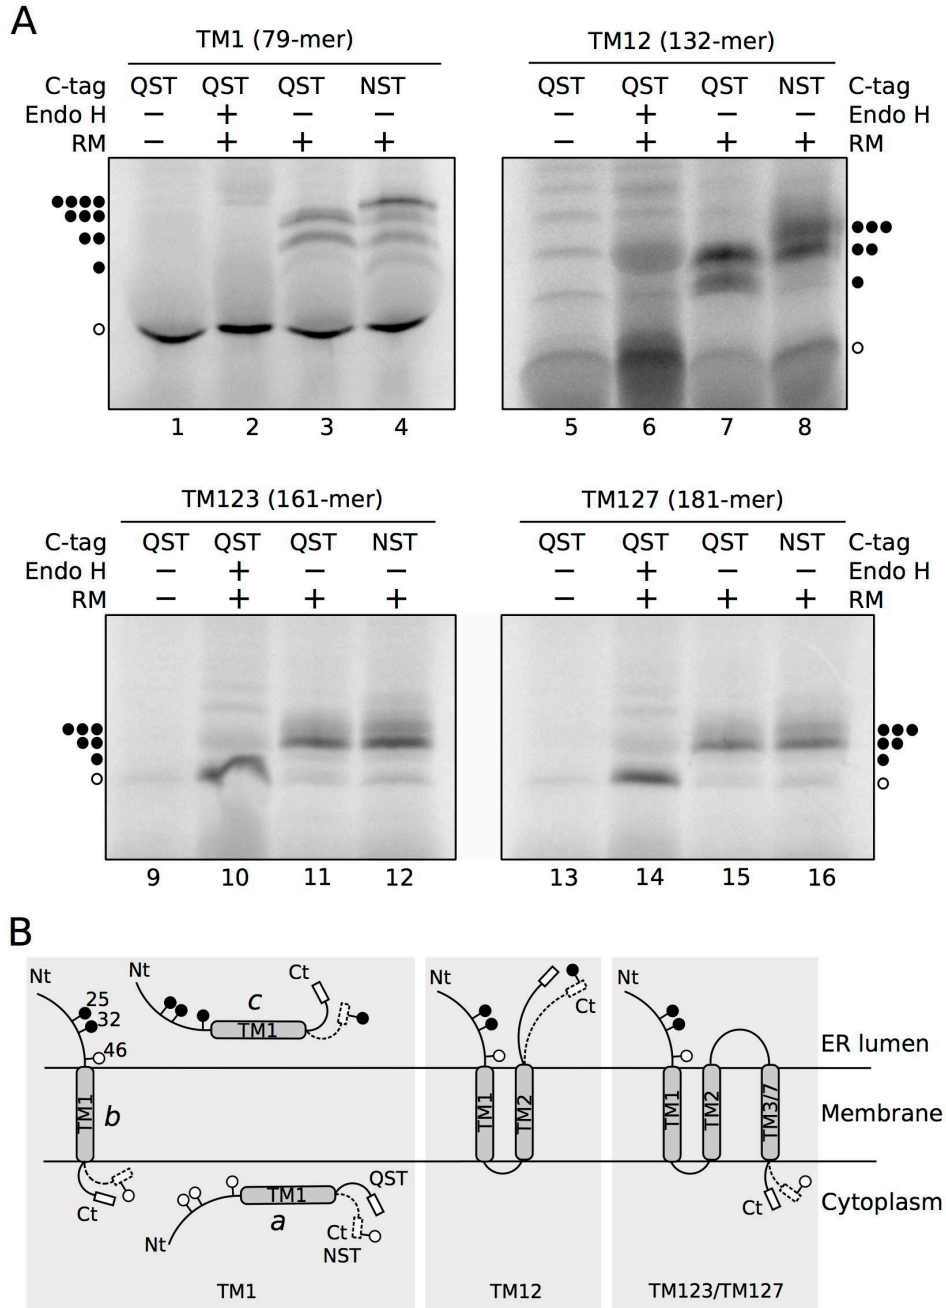 A
TM1 (79-mer)
C-tag QST QST QST NST
Endo H − + − −
RM − + + +
1 2 3 4
TM12 (132-mer)
QST QST QST NST C-tag
− + − − Endo H
− + + + RM
5 6 7 8
TM123 (161-mer)
C-tag QST QST QST NST
Endo H − + − −
RM − + + +
9 10 11 12
TM127 (181-mer)
QST QST QST NST C-tag
− + − − Endo H
− + + + RM
13 14 15 16
B
Nt
25
32
46
TM1
b
Ct
Nt
c
TM1
Ct
TM1
a
Nt
QST
Ct
NST
TM1
Nt
TM1
TM2
Ct
TM12
Nt
TM1
TM2
TM3/7
Ct
TM123/TM127
ER lumen
Membrane
Cytoplasm